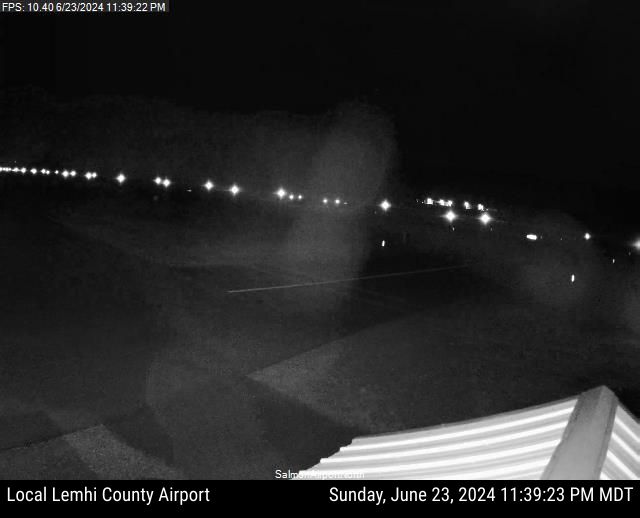 FPS: 10.40 6/23/2024 11:39:22 PM
Local Lemhi County Airport
Sunday, June 23, 2024 11:39:23 PM MDT